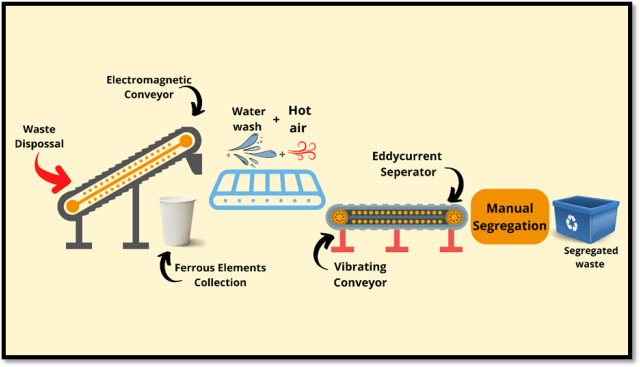 Electromagnetic
Conveyor
Waste
Dispossal
Water
wash
+
Hot
air
+
Ferrous Elements
Collection
Eddycurrent
Seperator
Vibrating
Conveyor
Manual
Segregation
Segregated
waste